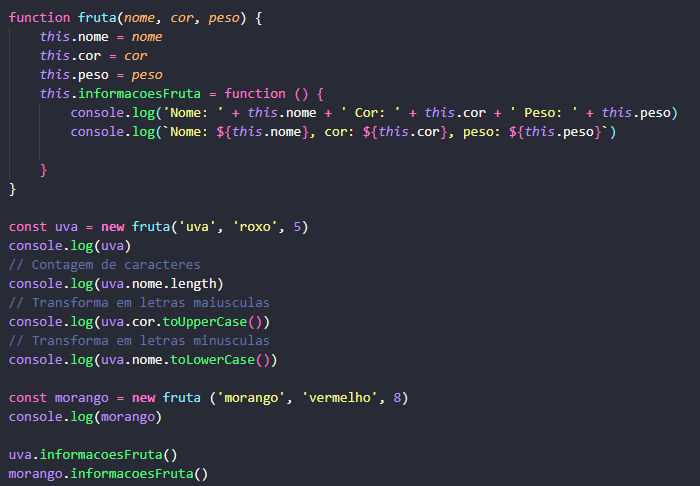 function fruta(nome, cor, peso) {
    this.nome = nome
    this.cor = cor
    this.peso = peso
    this.informacoesFruta = function () {
        console.log('Nome: ' + this.nome + ' Cor: ' + this.cor + ' Peso: ' + this.peso)
        console.log(`Nome: ${this.nome}, cor: ${this.cor}, peso: ${this.peso}`)

    }
}

const uva = new fruta('uva', 'roxo', 5)
console.log(uva)
// Contagem de caracteres
console.log(uva.nome.length)
// Transforma em letras maiusculas
console.log(uva.cor.toUpperCase())
// Transforma em letras minusculas
console.log(uva.nome.toLowerCase())

const morango = new fruta ('morango', 'vermelho', 8)
console.log(morango)

uva.informacoesFruta()
morango.informacoesFruta()